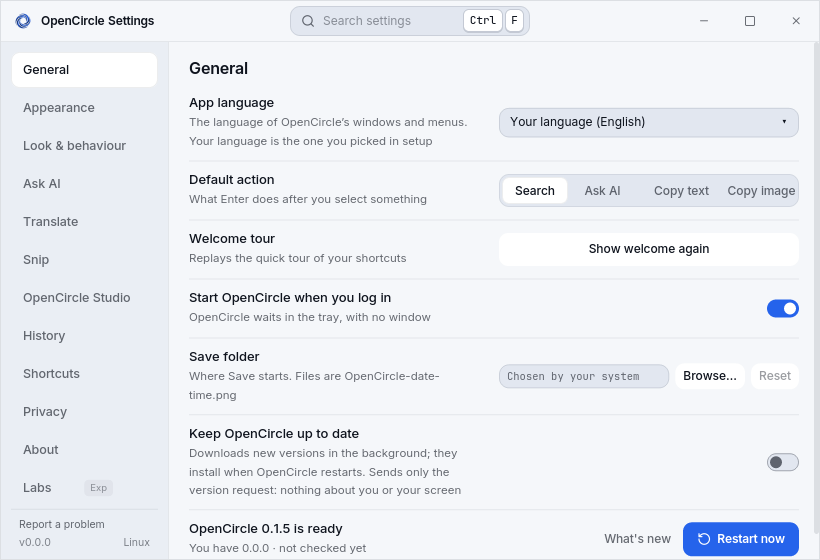 OpenCircle Settings
Search settings
Ctrl F
General
Appearance
Look & behaviour
Ask AI
Translate
Snip
OpenCircle Studio
History
Shortcuts
Privacy
About
Labs Exp
Report a problem
v0.0.0 Linux
General
App language
The language of OpenCircle's windows and menus.
Your language is the one you picked in setup
Your language (English)
Default action
What Enter does after you select something
Search Ask AI Copy text Copy image
Welcome tour
Replays the quick tour of your shortcuts
Show welcome again
Start OpenCircle when you log in
OpenCircle waits in the tray, with no window
Save folder
Where Save starts. Files are OpenCircle-date-
time.png
Chosen by your system Browse... Reset
Keep OpenCircle up to date
Downloads new versions in the background; they
install when OpenCircle restarts. Sends only the
version request: nothing about you or your screen
OpenCircle 0.1.5 is ready
You have 0.0.0 · not checked yet
What's new Restart now